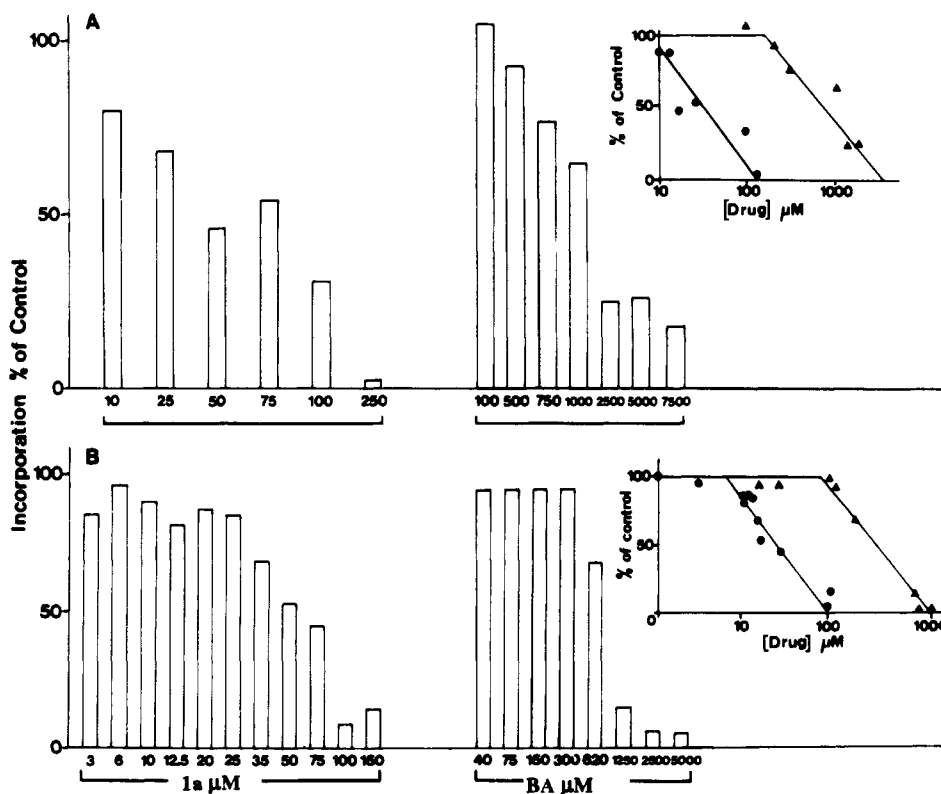 A
100
50
0
10 25 50 75 100 250
100 500 750 1000 2500 5000 7500
% of Control
100
50
0
10 100 1000
[Drug] μM
Incorporation % of Control
B
100
50
0
3 6 10 12.5 20 25 35 50 75 100 150
1a μM
40 75 150 300 620 1250 2500 5000
BA μM
% of control
100
50
0
10 100 1000
[Drug] μM